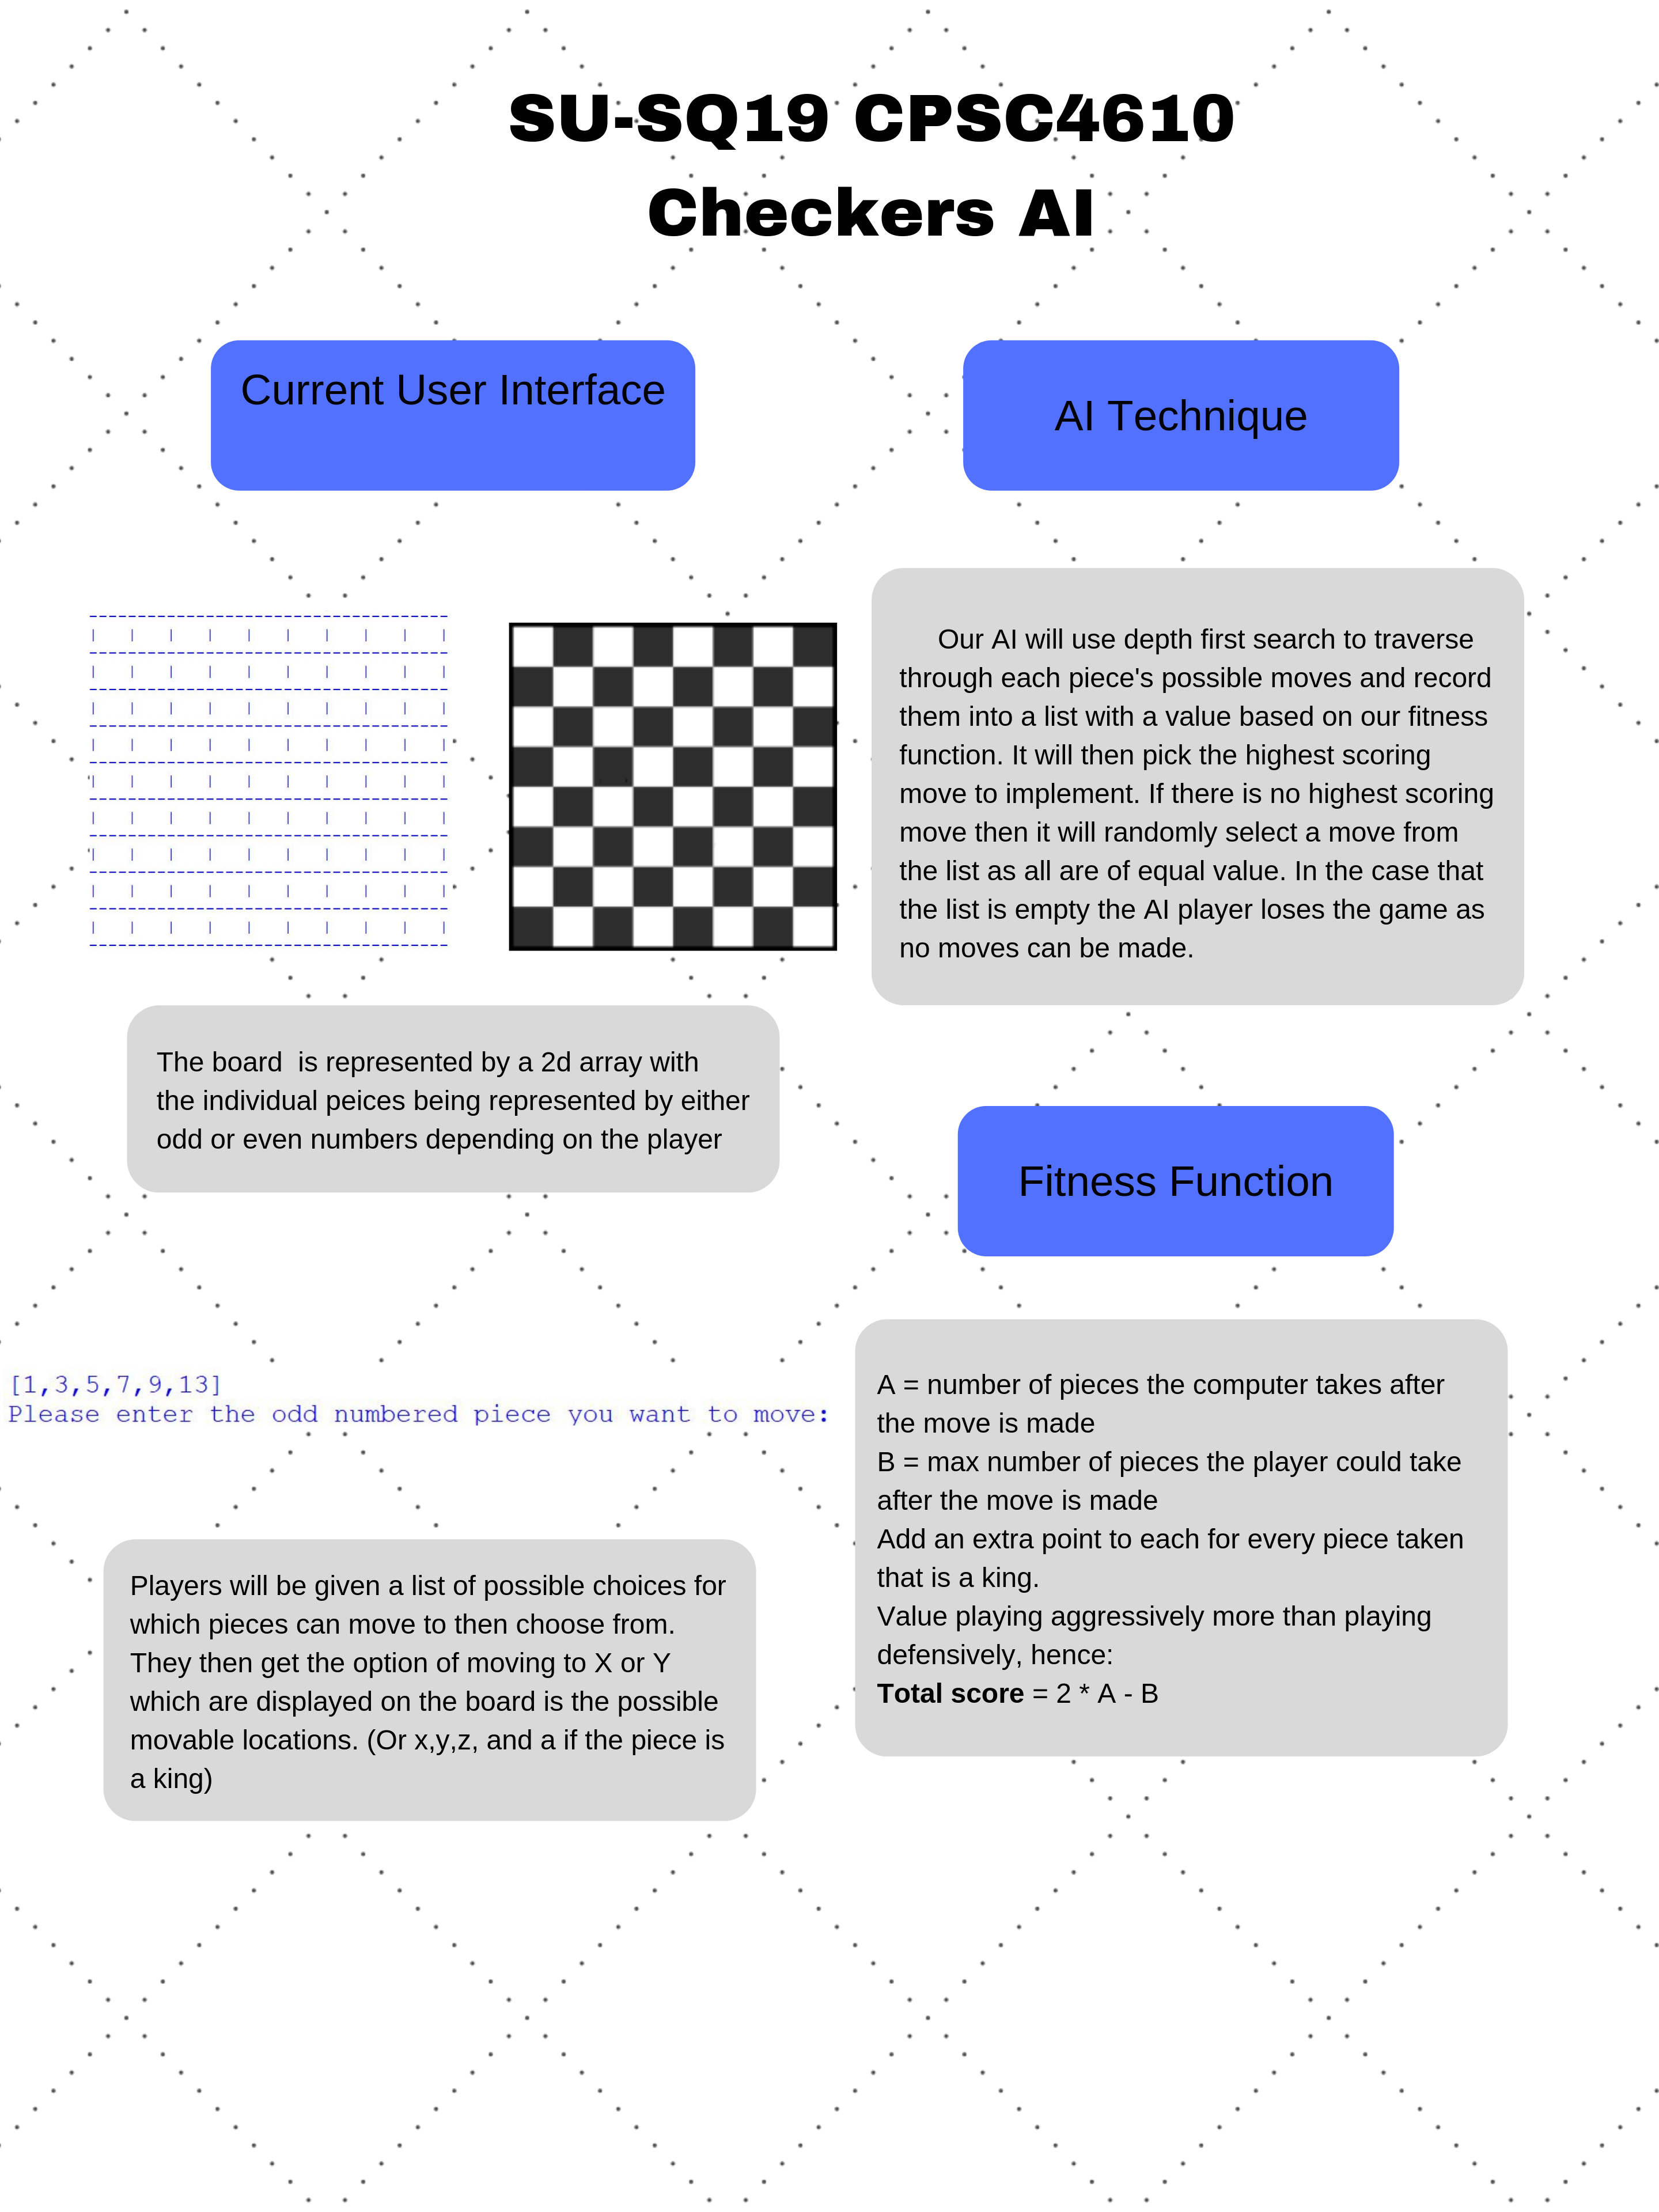 SU-SQ19 CPSC4610
Checkers AI
Current User Interface
The board  is represented by a 2d array with
the individual peices being represented by either
odd or even numbers depending on the player
[1,3,5,7,9,13]
Please enter the odd numbered piece you want to move:
Players will be given a list of possible choices for
which pieces can move to then choose from.
They then get the option of moving to X or Y
which are displayed on the board is the possible
movable locations. (Or x,y,z, and a if the piece is
a king)
AI Technique
Our AI will use depth first search to traverse
through each piece's possible moves and record
them into a list with a value based on our fitness
function. It will then pick the highest scoring
move to implement. If there is no highest scoring
move then it will randomly select a move from
the list as all are of equal value. In the case that
the list is empty the AI player loses the game as
no moves can be made.
Fitness Function
A = number of pieces the computer takes after
the move is made
B = max number of pieces the player could take
after the move is made
Add an extra point to each for every piece taken
that is a king.
Value playing aggressively more than playing
defensively, hence:
Total score = 2 * A - B